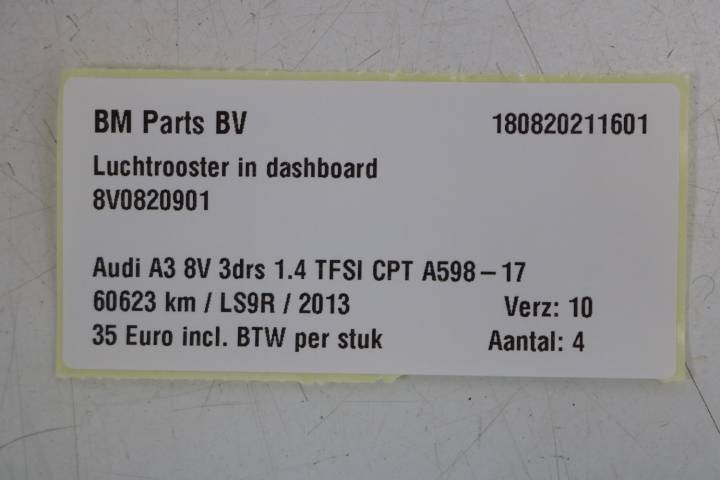 BM Parts BV 180820211601
Luchtrooster in dashboard
8V0820901
Audi A3 8V 3drs 1.4 TFSI CPT A598-17
60623 km / LS9R / 2013 Verz: 10
35 Euro incl. BTW per stuk Aantal: 4